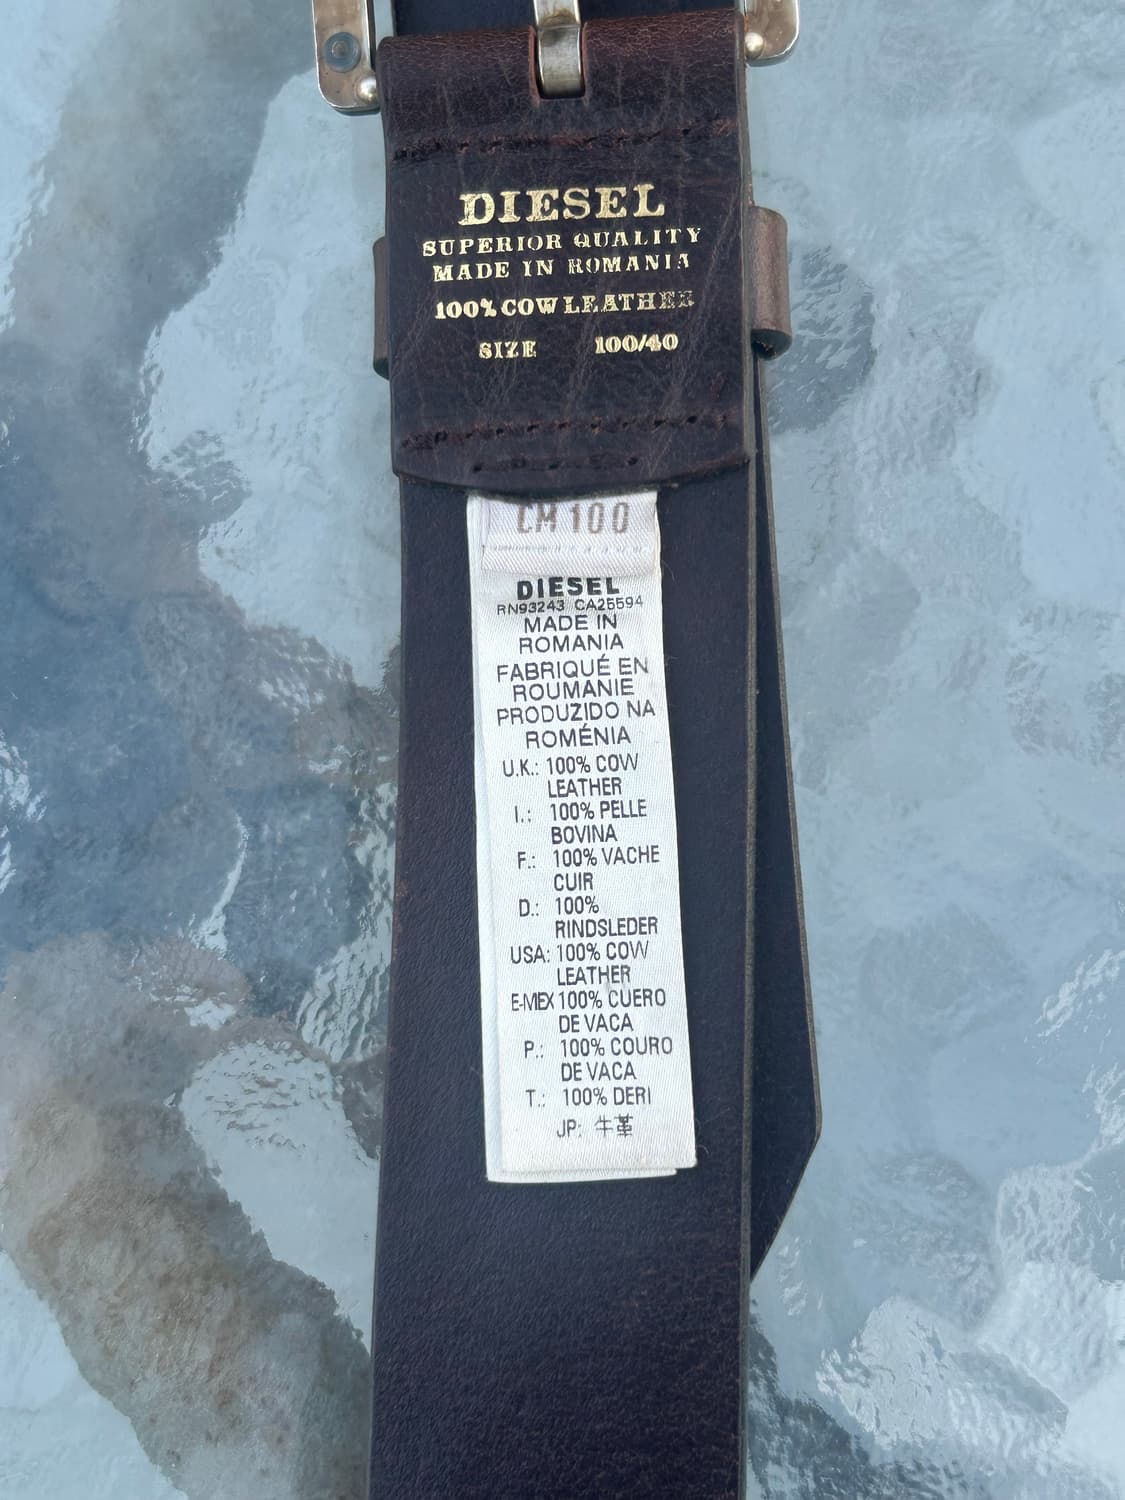 DIESEL
SUPERIOR QUALITY
MADE IN ROMANIA
100% COW LEATHER
SIZE 100/40
CM 100
DIESEL
RN93243 CA25594
MADE IN
ROMANIA
FABRIQUÉ EN
ROUMANIE
PRODUZIDO NA
ROMÉNIA
U.K.: 100% COW
LEATHER
I.: 100% PELLE
BOVINA
F.: 100% VACHE
CUIR
D.: 100%
RINDSLEDER
USA: 100% COW
LEATHER
E-MEX 100% CUERO
DE VACA
P.: 100% COURO
DE VACA
T.: 100% DERI
JP: 牛革